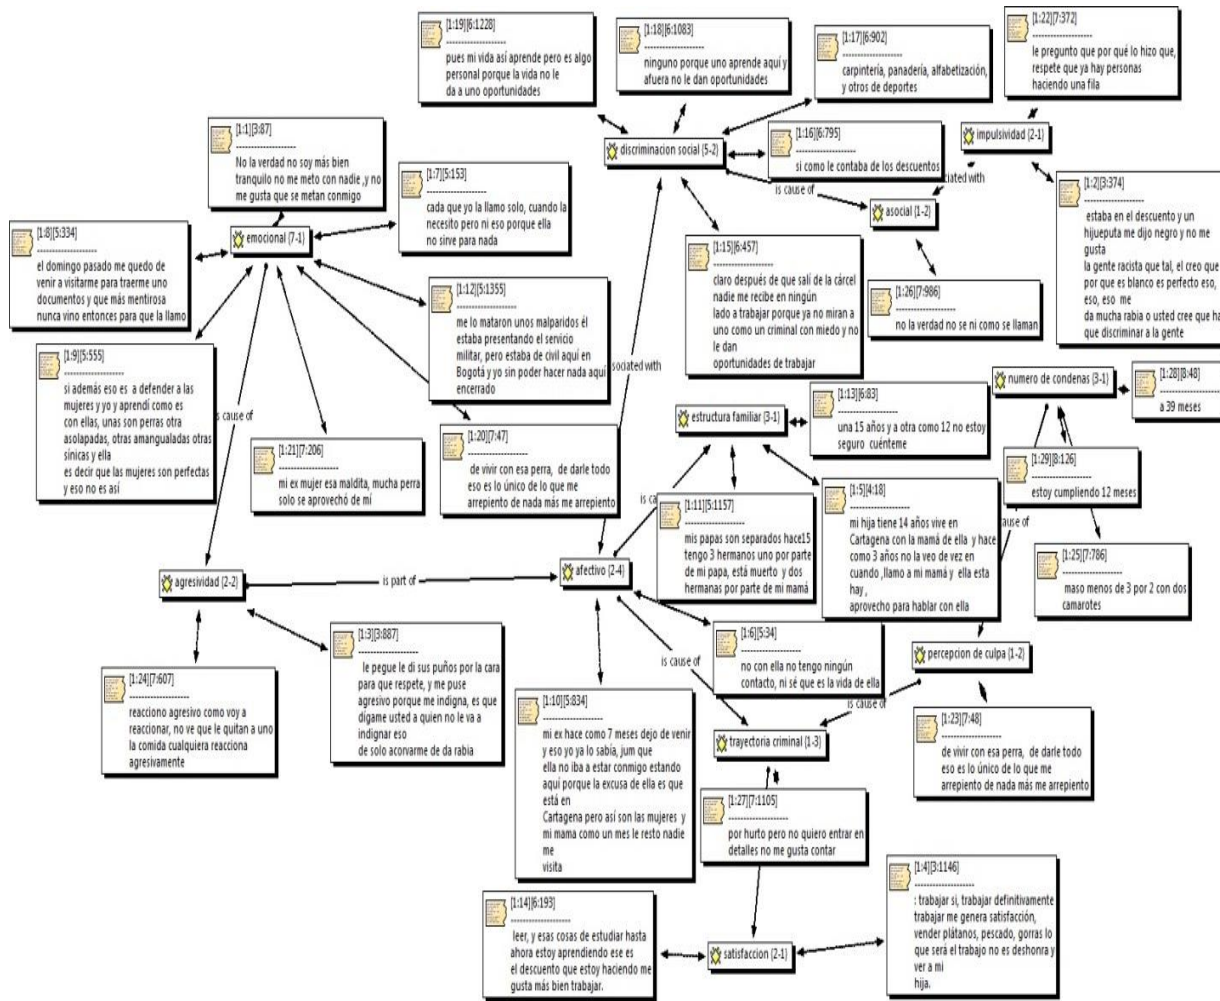 [1:19][6:1228]
--------------------
pues mi vida así aprende pero es algo
personal porque la vida no le
da a uno oportunidades
[1:18][6:1083]
--------------------
ninguno porque uno aprende aquí y
afuera no le dan oportunidades
[1:17][6:902]
--------------------
carpintería, panadería, alfabetización,
y otros de deportes
[1:22][7:372]
--------------------
le pregunto que por qué lo hizo que,
respete que ya hay personas
haciendo una fila
[1:1][3:87]
--------------------
No la verdad no soy más bien
tranquilo no me meto con nadie ,y no
me gusta que se metan conmigo
discriminacion social {5-2}
[1:16][6:795]
--------------------
si como le contaba de los descuentos
impulsividad {2-1}
[1:7][5:153]
--------------------
cada que yo la llamo solo, cuando la
necesito pero ni eso porque ella
no sirve para nada
is cause of
sociated with
asocial {1-2}
[1:2][3:374]
--------------------
estaba en el descuento y un
hijueputa me dijo negro y no me
gusta
la gente racista que tal, el creo que
por que es blanco es perfecto eso,
eso, eso me
da mucha rabia o usted cree que hay
que discriminar a la gente
[1:8][5:334]
--------------------
el domingo pasado me quedo de
venir a visitarme para traerme uno
documentos y que más mentirosa
nunca vino entonces para que la llamo
emocional {7-1}
[1:15][6:457]
--------------------
claro después de que salí de la cárcel
nadie me recibe en ningún
lado a trabajar porque ya no miran a
uno como un criminal con miedo y no
le dan
oportunidades de trabajar
[1:26][7:986]
--------------------
no la verdad no se ni como se llaman
[1:12][5:1355]
--------------------
me lo mataron unos malparidos él
estaba presentando el servicio
militar, pero estaba de civil aquí en
Bogotá y yo sin poder hacer nada aquí
encerrado
[1:9][5:555]
--------------------
si además eso es a defender a las
mujeres y yo y aprendí como es
con ellas, unas son perras otra
asolapadas, otras amangualadas otras
sínicas y ella
es decir que las mujeres son perfectas
y eso no es así
is cause of
sociated with
numero de condenas {3-1}
[1:28][8:48]
--------------------
a 39 meses
estructura familiar {3-1}
[1:13][6:83]
--------------------
una 15 años y a otra como 12 no estoy
seguro cuénteme
[1:21][7:206]
--------------------
mi ex mujer esa maldita, mucha perra
solo se aprovechó de mí
[1:20][7:47]
--------------------
de vivir con esa perra, de darle todo
eso es lo único de lo que me
arrepiento de nada más me arrepiento
[1:29][8:126]
--------------------
estoy cumpliendo 12 meses
is ca
[1:11][5:1157]
--------------------
mis papas son separados hace15
tengo 3 hermanos uno por parte
de mi papa, está muerto y dos
hermanas por parte de mi mamá
[1:5][4:18]
--------------------
mi hija tiene 14 años vive en
Cartagena con la mamá de ella y hace
como 3 años no la veo de vez en
cuando ,llamo a mi mamá y ella esta
hay ,
aprovecho para hablar con ella
cause of
[1:25][7:786]
--------------------
maso menos de 3 por 2 con dos
camarotes
agresividad {2-2}
is part of
afectivo {2-4}
[1:3][3:887]
--------------------
le pegue le di sus puños por la cara
para que respete, y me puse
agresivo porque me indigna, es que
dígame usted a quien no le va a
indignar eso
de solo acorvarme de da rabia
[1:6][5:34]
--------------------
no con ella no tengo ningún
contacto, ni sé que es la vida de ella
is cause of
percepcion de culpa {1-2}
[1:24][7:607]
--------------------
reacciono agresivo como voy a
reaccionar, no ve que le quitan a uno
la comida cualquiera reacciona
agresivamente
[1:10][5:834]
--------------------
mi ex hace como 7 meses dejo de venir
y eso yo ya lo sabía, jum que
ella no iba a estar conmigo estando
aquí porque la excusa de ella es que
está en
Cartagena pero así son las mujeres y
mi mama como un mes le resto nadie
me
visita
is cause of
trayectoria criminal {1-3}
[1:23][7:48]
--------------------
de vivir con esa perra, de darle todo
eso es lo único de lo que me
arrepiento de nada más me arrepiento
[1:27][7:1105]
--------------------
por hurto pero no quiero entrar en
detalles no me gusta contar
[1:4][3:1146]
--------------------
: trabajar si, trabajar definitivamente
trabajar me genera satisfacción,
vender plátanos, pescado, gorras lo
que será el trabajo no es deshonra y
ver a mi
hija.
[1:14][6:193]
--------------------
leer, y esas cosas de estudiar hasta
ahora estoy aprendiendo ese es
el descuento que estoy haciendo me
gusta más bien trabajar.
satisfaccion {2-1}